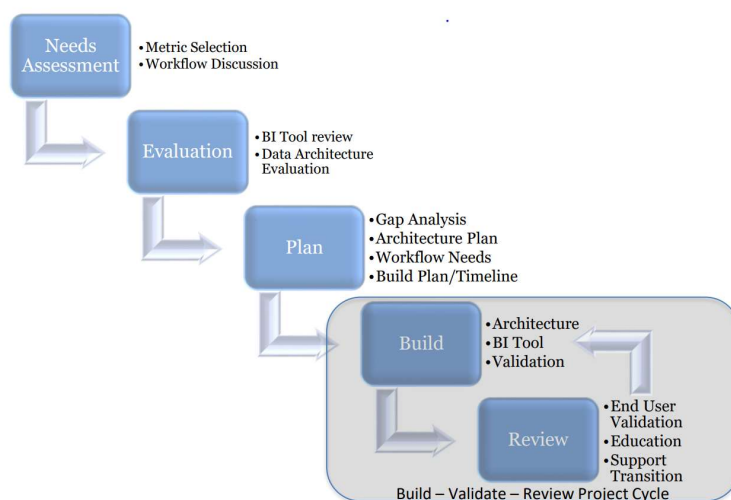 Needs
Assessment
•Metric Selection
•Workflow Discussion
Evaluation
•BI Tool review
•Data Architecture
Evaluation
Plan
•Gap Analysis
•Architecture Plan
•Workflow Needs
•Build Plan/Timeline
Build
•Architecture
•BI Tool
•Validation
Review
•End User
Validation
•Education
•Support
Transition
Build – Validate – Review Project Cycle